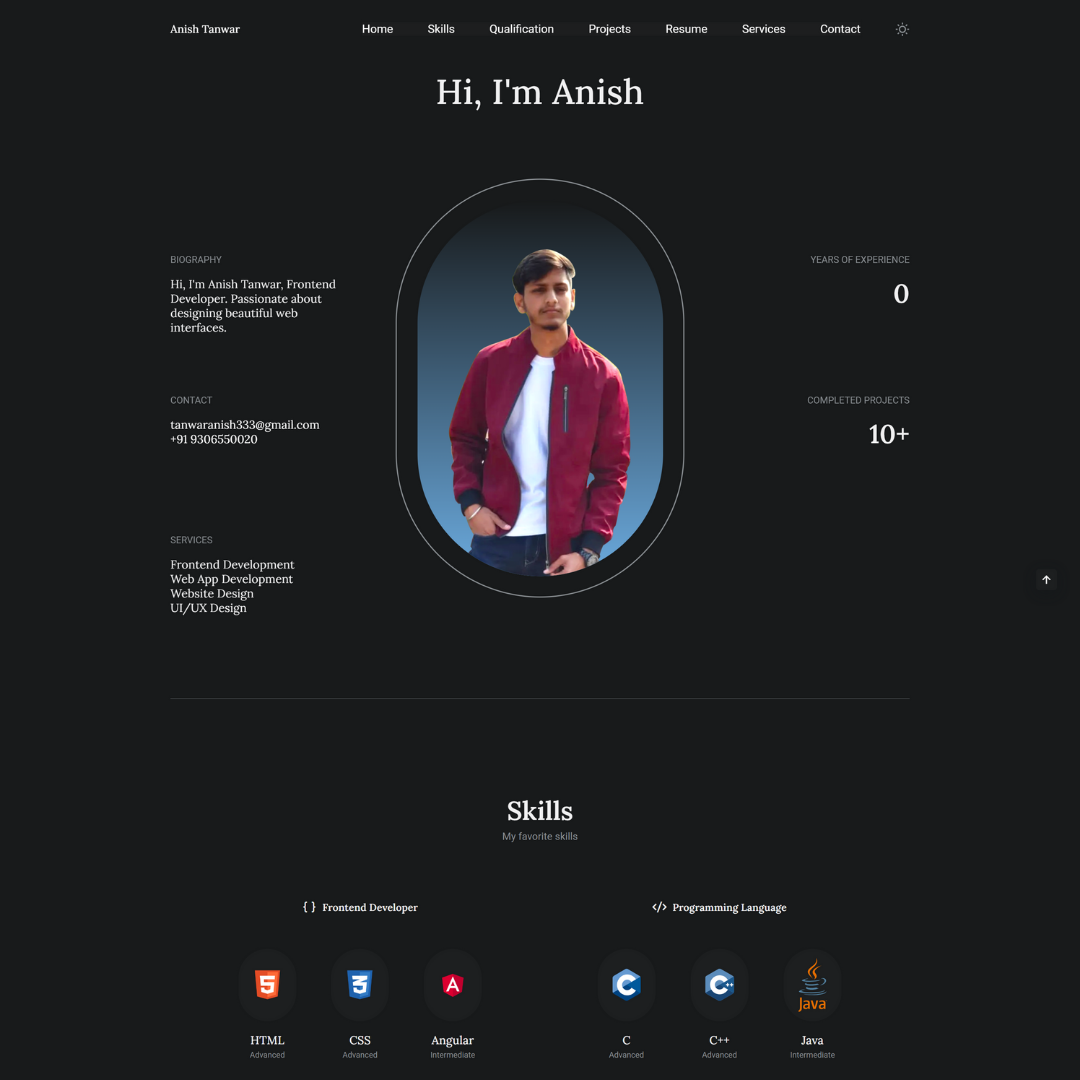 Anish Tanwar
Home Skills Qualification Projects Resume Services Contact
Hi, I'm Anish
BIOGRAPHY
Hi, I'm Anish Tanwar, Frontend
Developer. Passionate about
designing beautiful web
interfaces.
CONTACT
tanwaranish333@gmail.com
+91 9306550020
SERVICES
Frontend Development
Web App Development
Website Design
UI/UX Design
YEARS OF EXPERIENCE
0
COMPLETED PROJECTS
10+
Skills
My favorite skills
{ } Frontend Developer
5
3
A
HTML
Advanced
CSS
Advanced
Angular
Intermediate
</> Programming Language
C
C++
Java
C
Advanced
C++
Advanced
Java
Intermediate